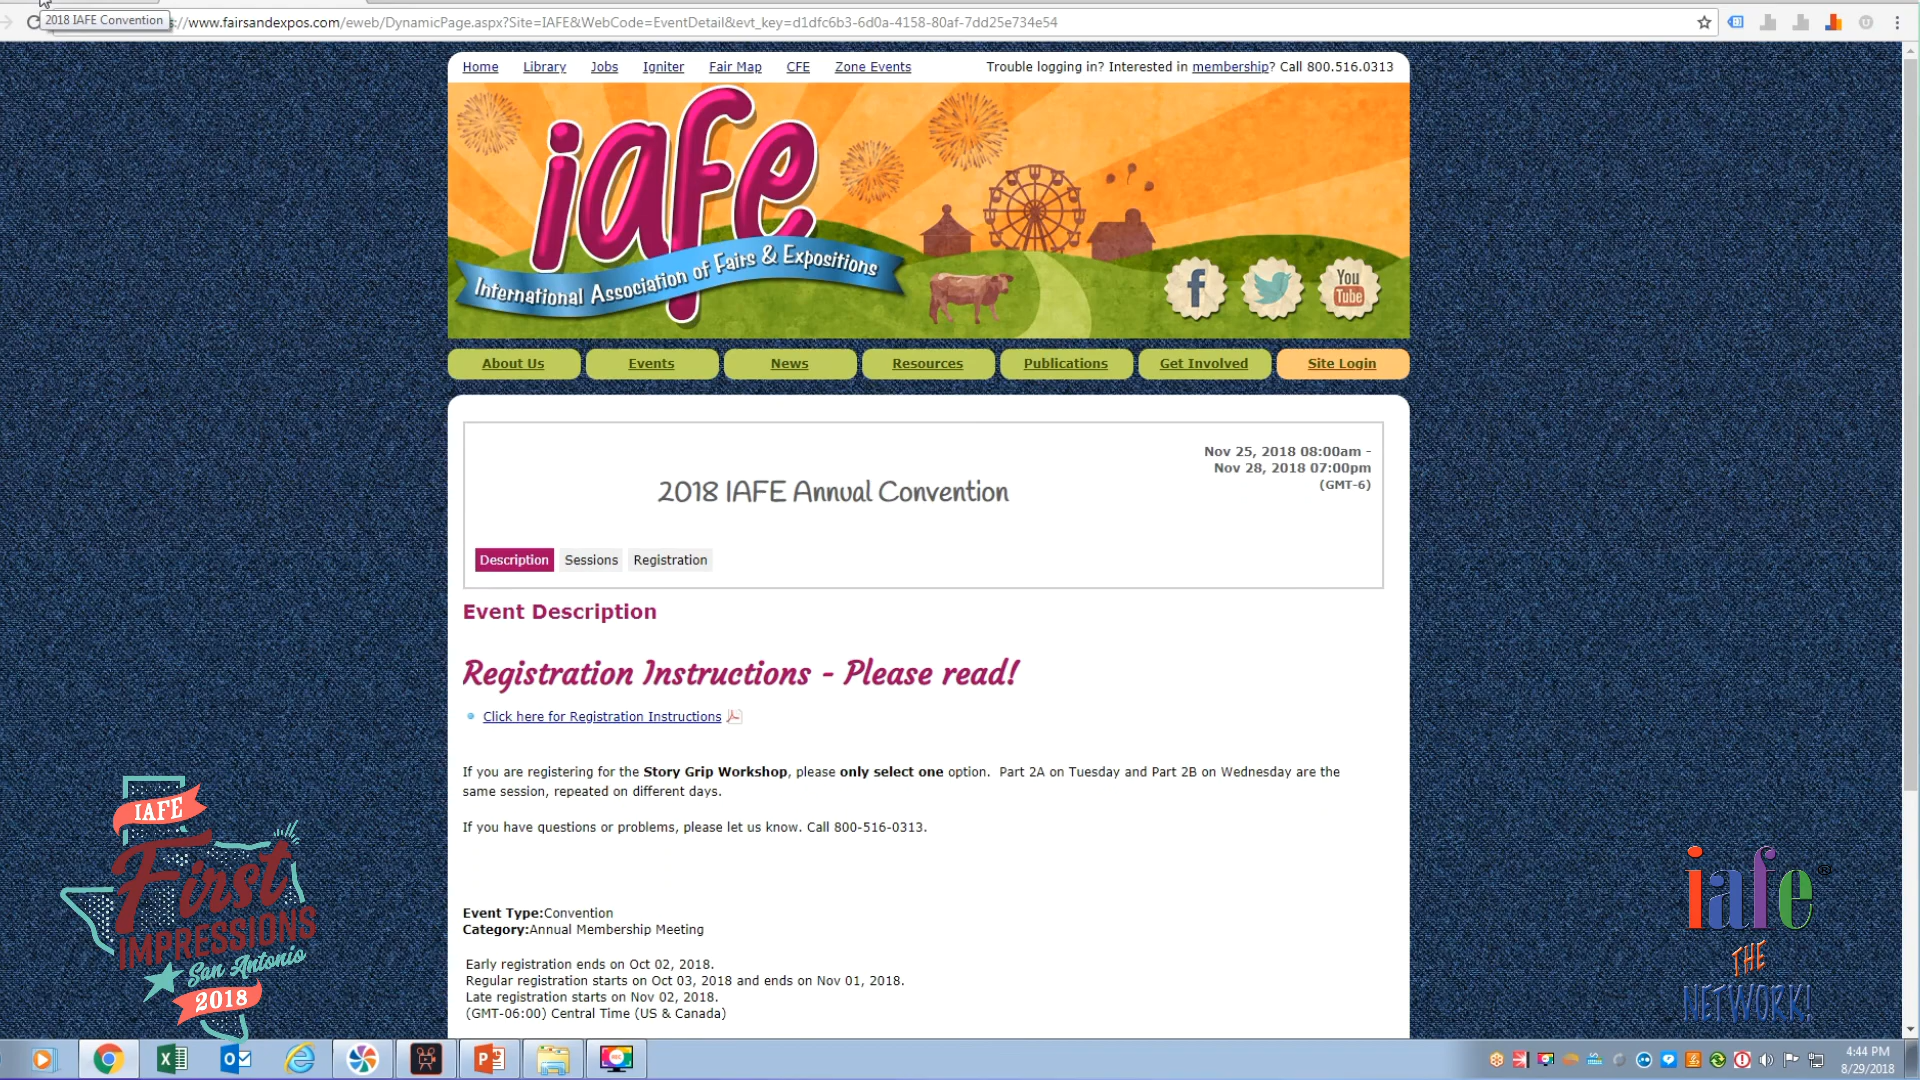 2018 IAFE Convention
://www.fairsandexpos.com/eweb/DynamicPage.aspx?Site=IAFE&WebCode=EventDetail&evt_key=d1dfc6b3-6d0a-4158-80af-7dd25e734e54
Home Library Jobs Igniter Fair Map CFE Zone Events Trouble logging in? Interested in membership? Call 800.516.0313
iafe
International Association of Fairs & Expositions
You
Tube
About Us Events News Resources Publications Get Involved Site Login
Nov 25, 2018 08:00am -
Nov 28, 2018 07:00pm
(GMT-6)
2018 IAFE Annual Convention
Description Sessions Registration
Event Description
Registration Instructions - Please read!
Click here for Registration Instructions
If you are registering for the Story Grip Workshop, please only select one option. Part 2A on Tuesday and Part 2B on Wednesday are the
same session, repeated on different days.
If you have questions or problems, please let us know. Call 800-516-0313.
Event Type:Convention
Category:Annual Membership Meeting
Early registration ends on Oct 02, 2018.
Regular registration starts on Oct 03, 2018 and ends on Nov 01, 2018.
Late registration starts on Nov 02, 2018.
(GMT-06:00) Central Time (US & Canada)
IAFE
First
IMPRESSIONS
San Antonio
2018
iafe®
THE
NETWORK!
4:44 PM
8/29/2018